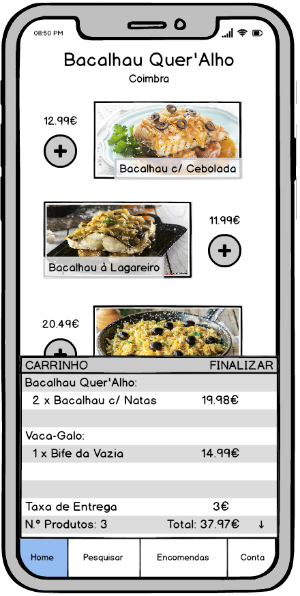 08:50 PM
Bacalhau Quer'Alho
Coimbra
12.99€
+
Bacalhau c/ Cebolada
11.99€
+
Bacalhau à Lagareiro
20.49€
+
CARRINHO FINALIZAR
Bacalhau Quer'Alho:
2 x Bacalhau c/ Natas 19.98€
Vaca-Galo:
1 x Bife da Vazia 14.99€
Taxa de Entrega 3€
N.º Produtos: 3 Total: 37.97€ ↓
Home Pesquisar Encomendas Conta